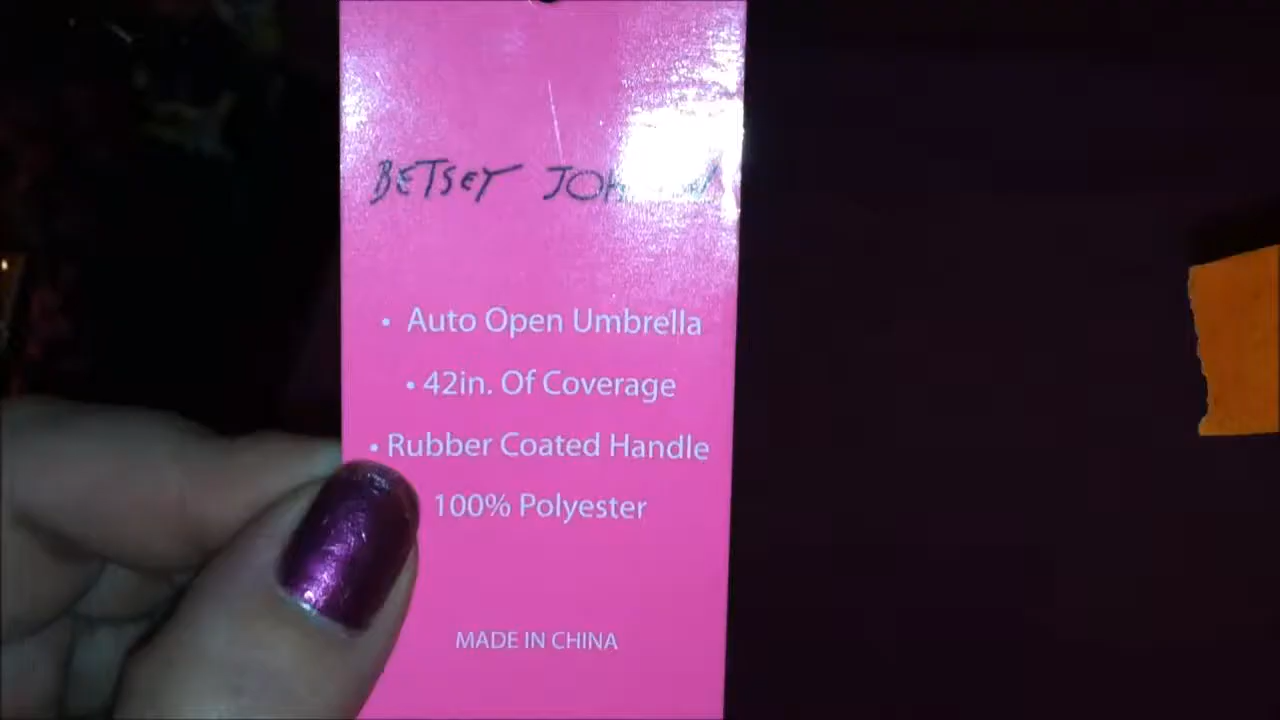 BETSEY
• Auto Open Umbrella
• 42in. Of Coverage
• Rubber Coated Handle
100% Polyester
MADE IN CHINA